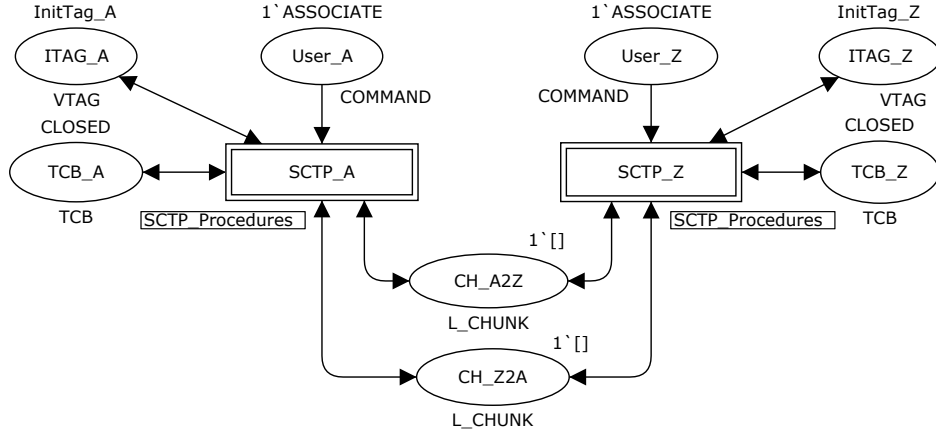 InitTag_A
1`ASSOCIATE
1`ASSOCIATE
InitTag_Z
ITAG_A
User_A
User_Z
ITAG_Z
VTAG
COMMAND
COMMAND
VTAG
CLOSED
CLOSED
TCB_A
SCTP_A
SCTP_Z
TCB_Z
TCB
SCTP_Procedures
SCTP_Procedures
TCB
1`[]
CH_A2Z
L_CHUNK
1`[]
CH_Z2A
L_CHUNK